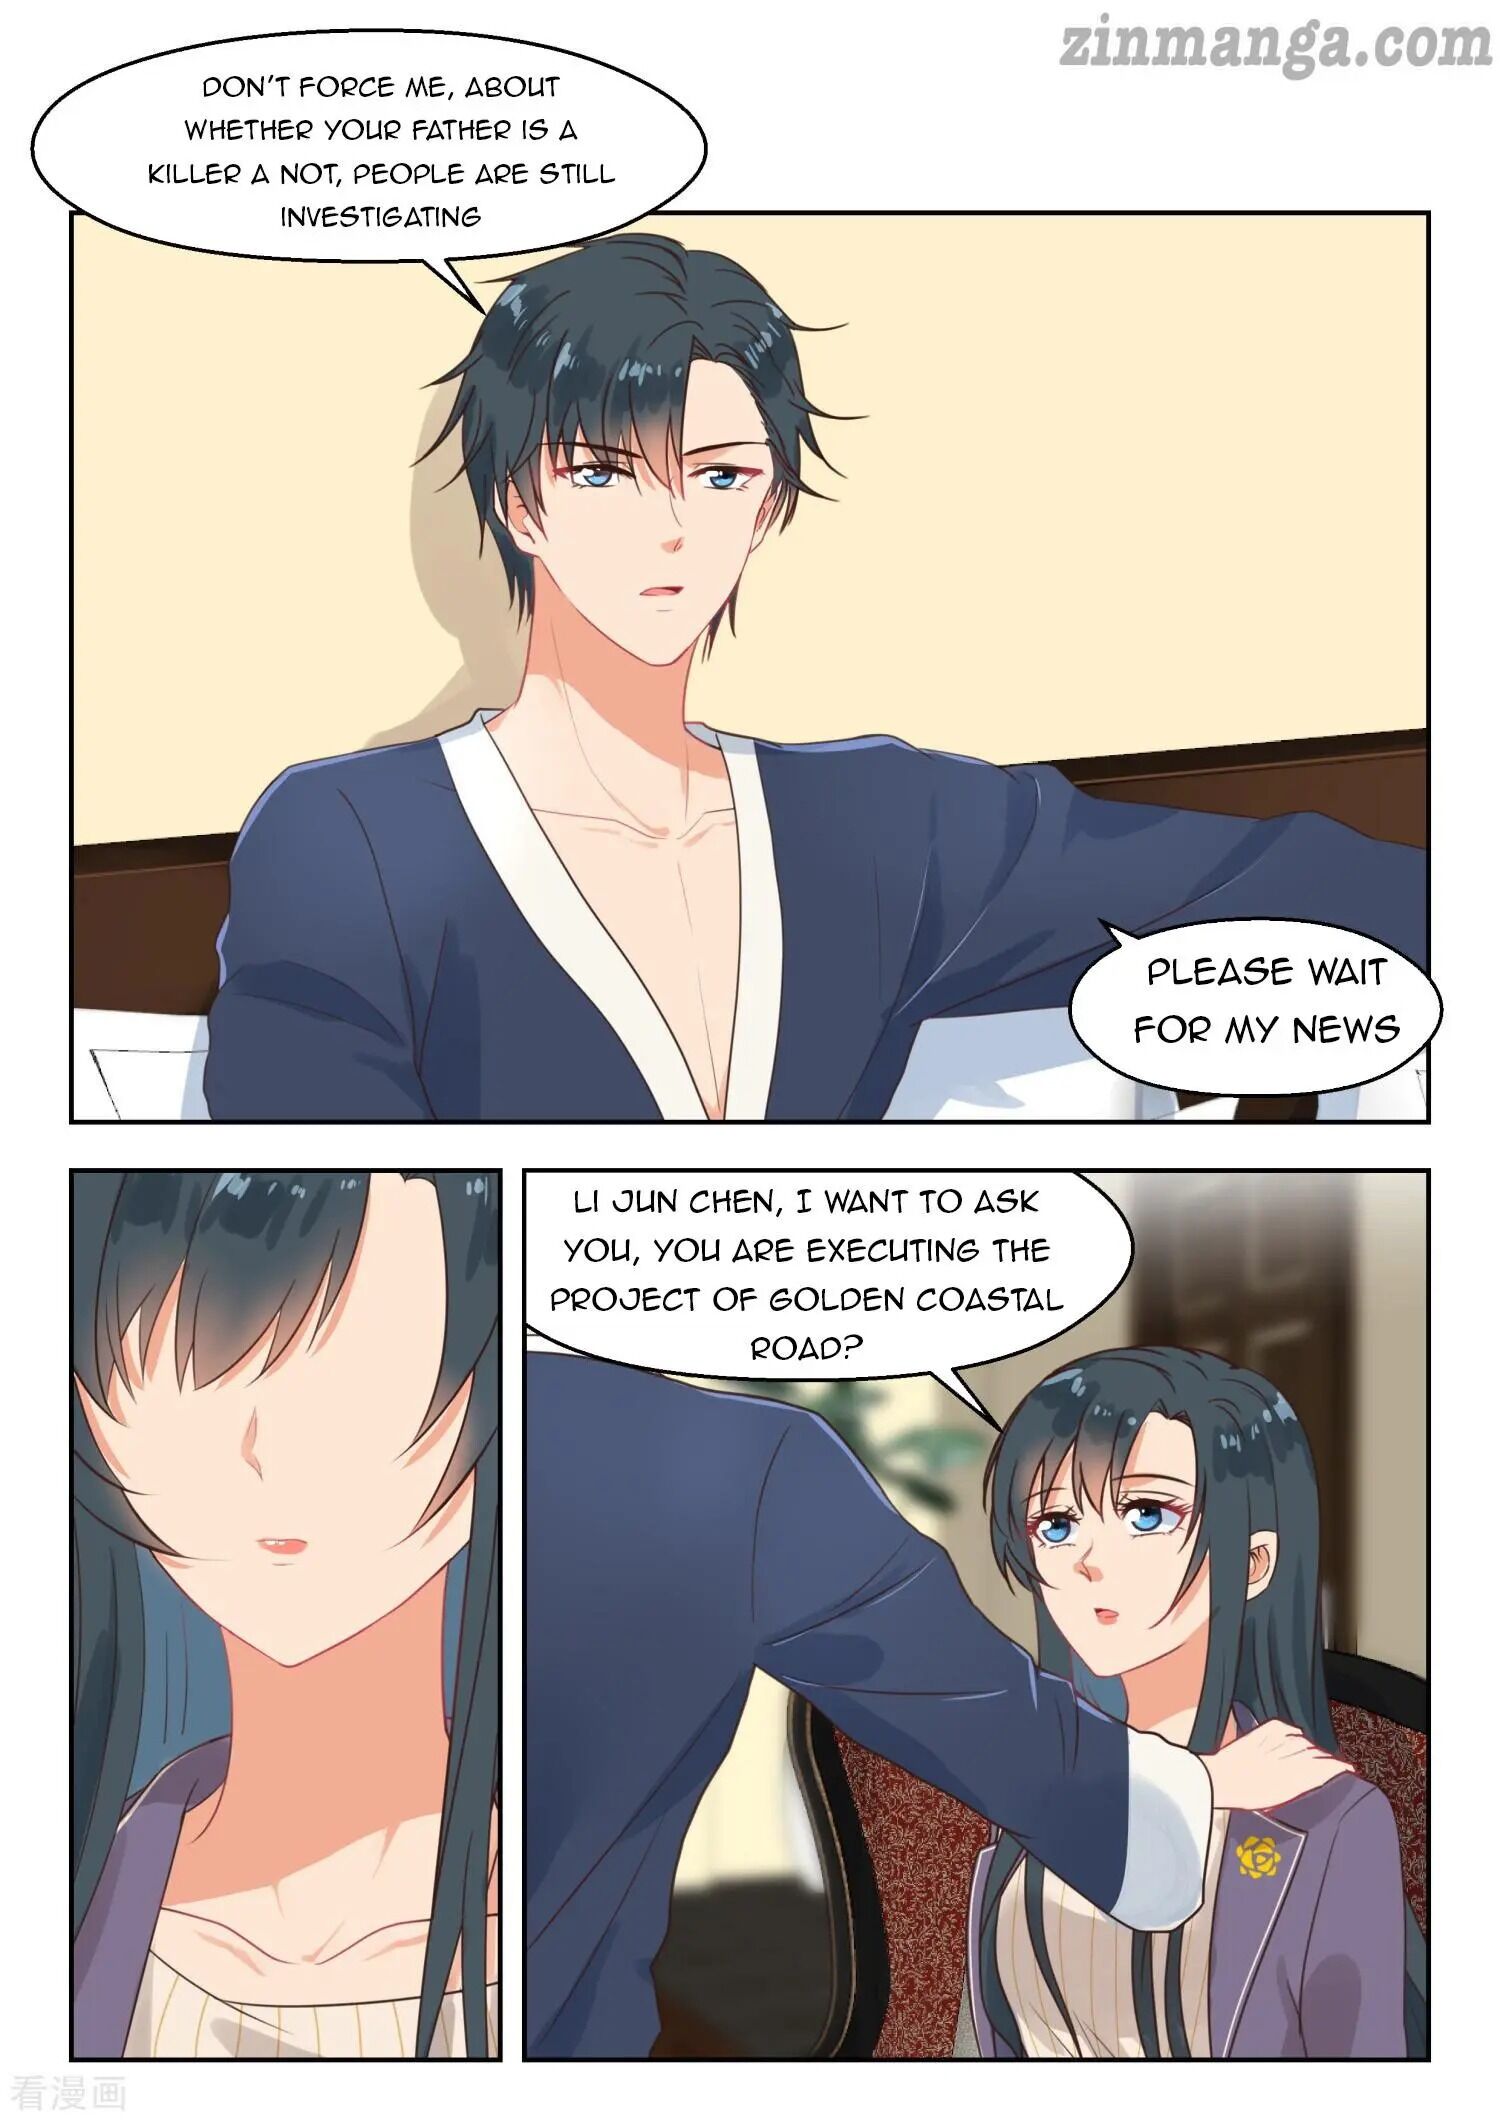 zinmanga.com
DON'T FORCE ME, ABOUT
WHETHER YOUR FATHER IS A
KILLER A NOT, PEOPLE ARE STILL
INVESTIGATING
PLEASE WAIT
FOR MY NEWS
LI JUN CHEN, I WANT TO ASK
YOU, YOU ARE EXECUTING THE
PROJECT OF GOLDEN COASTAL
ROAD?
看漫画